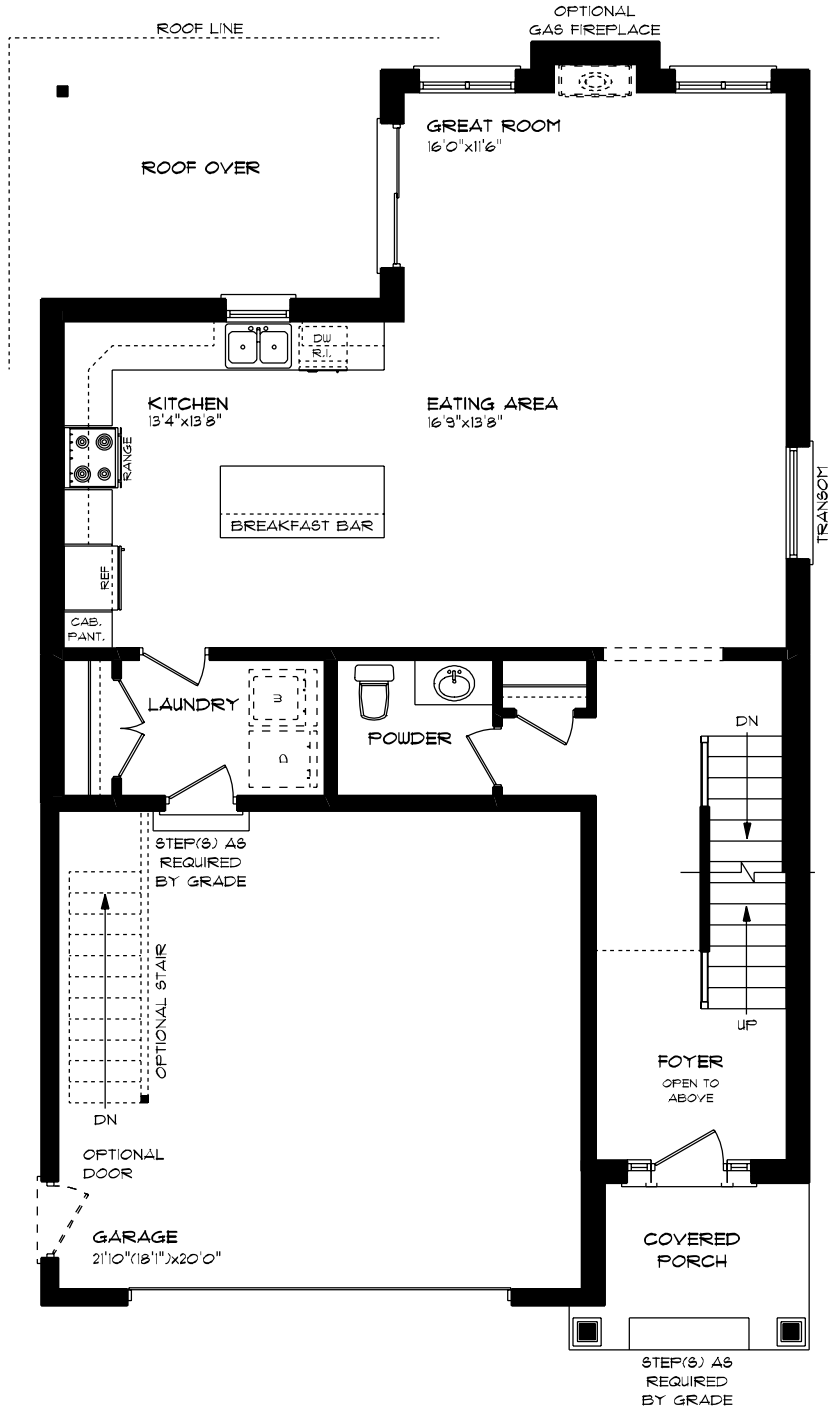 OPTIONAL
GAS FIREPLACE
ROOF LINE
GREAT ROOM
16'0"x11'6"
ROOF OVER
DW
R.I.
KITCHEN
13'4"x13'8"
EATING AREA
16'9"x13'8"
RANGE
TRANSOM
BREAKFAST BAR
REF
CAB.
PANT.
LAUNDRY
W
D
POWDER
DN
STEP(S) AS
REQUIRED
BY GRADE
OPTIONAL STAIR
UP
FOYER
OPEN TO
ABOVE
DN
OPTIONAL
DOOR
GARAGE
21'10"(18'1")x20'0"
COVERED
PORCH
STEP(S) AS
REQUIRED
BY GRADE